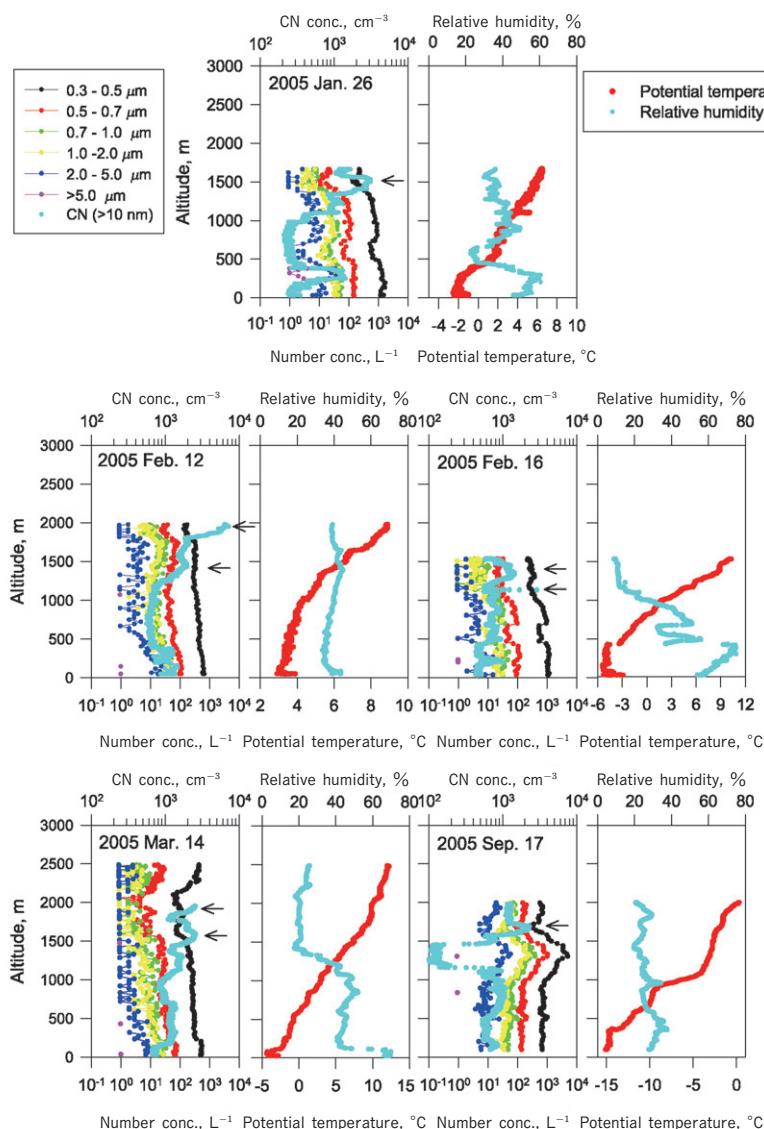 CN conc., cm⁻³ Relative humidity, %
10² 10³ 10⁴ 0 20 40 60 80
0.3 - 0.5 μm
0.5 - 0.7 μm
0.7 - 1.0 μm
1.0 -2.0 μm
2.0 - 5.0 μm
>5.0 μm
CN (>10 nm)
3000
2500
2000
1500
1000
500
0
Altitude, m
2005 Jan. 26
Potential tempera
Relative humidity
10⁻¹ 10⁰ 10¹ 10² 10³ 10⁴ -4 -2 0 2 4 6 8 10
Number conc., L⁻¹ Potential temperature, °C
CN conc., cm⁻³ Relative humidity, % CN conc., cm⁻³ Relative humidity, %
10² 10³ 10⁴ 0 20 40 60 80 10² 10³ 10⁴ 0 20 40 60 80
3000
2500
2000
1500
1000
500
0
Altitude, m
2005 Feb. 12
2005 Feb. 16
10⁻¹ 10⁰ 10¹ 10² 10³ 10⁴ 2 4 6 8 10 10⁻¹ 10⁰ 10¹ 10² 10³ 10⁴ -6 -3 0 3 6 9 12
Number conc., L⁻¹ Potential temperature, °C Number conc., L⁻¹ Potential temperature, °C
CN conc., cm⁻³ Relative humidity, % CN conc., cm⁻³ Relative humidity, %
10² 10³ 10⁴ 0 20 40 60 80 10² 10³ 10⁴ 0 20 40 60
3000
2500
2000
1500
1000
500
0
Altitude, m
2005 Mar. 14
2005 Sep. 17
10⁻¹ 10⁰ 10¹ 10² 10³ 10⁴ -5 0 5 10 15 10⁻¹ 10⁰ 10¹ 10² 10³ 10⁴ -15 -10 -5 0
Number conc., L⁻¹ Potential temperature, °C Number conc., L⁻¹ Potential temperature, °C